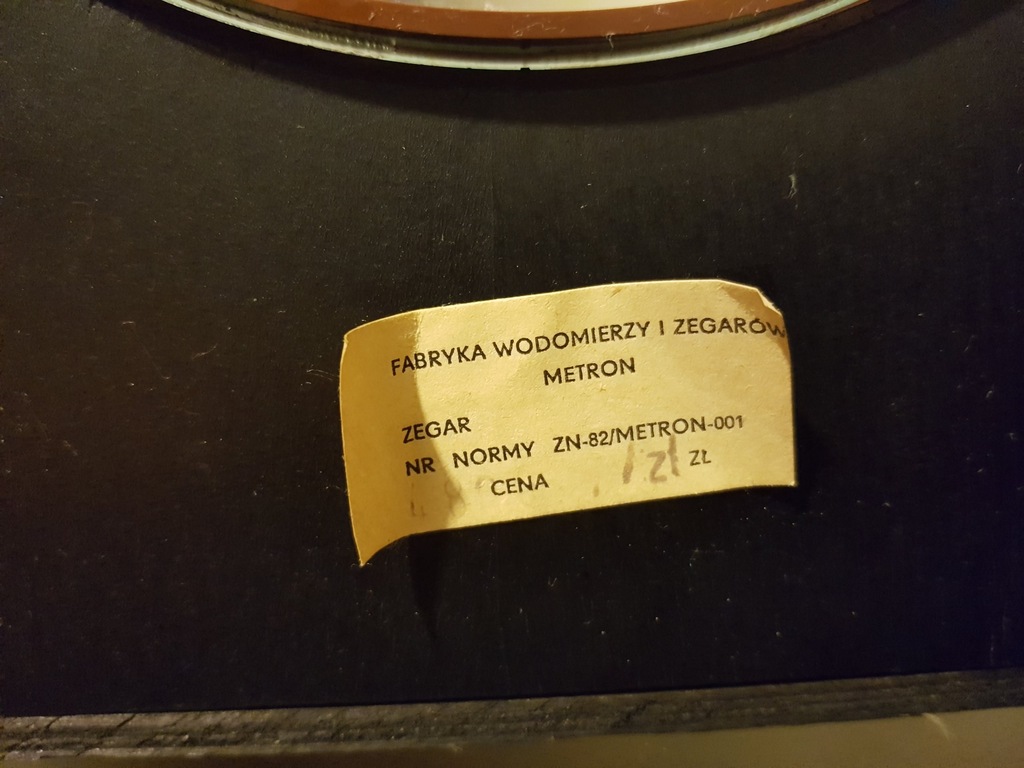 FABRYKA WODOMIERZY I ZEGARÓW
METRON
ZEGAR
NR NORMY ZN-82/METRON-001
CENA ZŁ